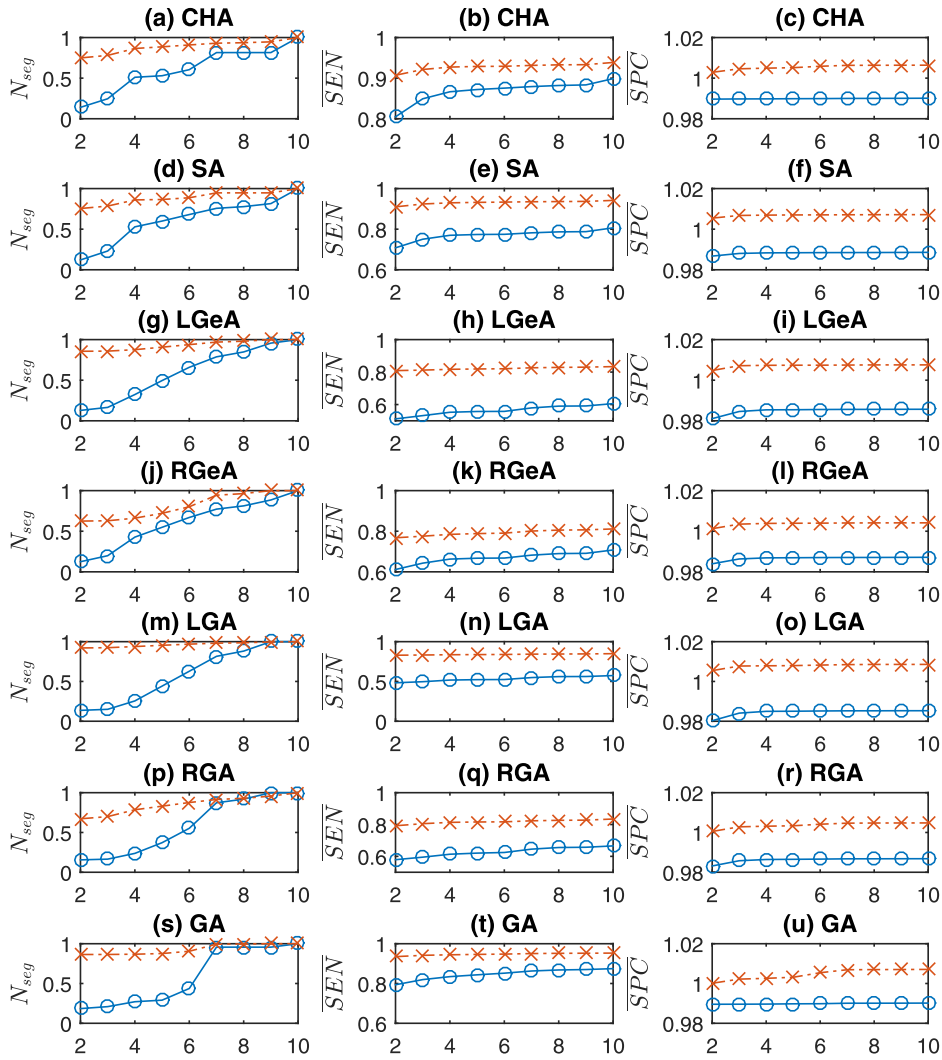 (a) CHA (b) CHA (c) CHA
1 1 1.02
N_seg 0.5 SEN 0.9 SPC 1
0 0.8 0.98
2 4 6 8 10 2 4 6 8 10 2 4 6 8 10
(d) SA (e) SA (f) SA
1 1 1.02
N_seg 0.5 SEN 0.8 SPC 1
0 0.6 0.98
2 4 6 8 10 2 4 6 8 10 2 4 6 8 10
(g) LGeA (h) LGeA (i) LGeA
1 1 1.02
N_seg 0.5 SEN 0.8 SPC 1
0 0.6 0.98
2 4 6 8 10 2 4 6 8 10 2 4 6 8 10
(j) RGeA (k) RGeA (l) RGeA
1 1 1.02
N_seg 0.5 SEN 0.8 SPC 1
0 0.6 0.98
2 4 6 8 10 2 4 6 8 10 2 4 6 8 10
(m) LGA (n) LGA (o) LGA
1 1 1.02
N_seg 0.5 SEN 0.5 SPC 1
0 0 0.98
2 4 6 8 10 2 4 6 8 10 2 4 6 8 10
(p) RGA (q) RGA (r) RGA
1 1 1.02
N_seg 0.5 SEN 0.8 SPC 1
0 0.6 0.98
2 4 6 8 10 2 4 6 8 10 2 4 6 8 10
(s) GA (t) GA (u) GA
1 1 1.02
N_seg 0.5 SEN 0.8 SPC 1
0 0.6 0.98
2 4 6 8 10 2 4 6 8 10 2 4 6 8 10